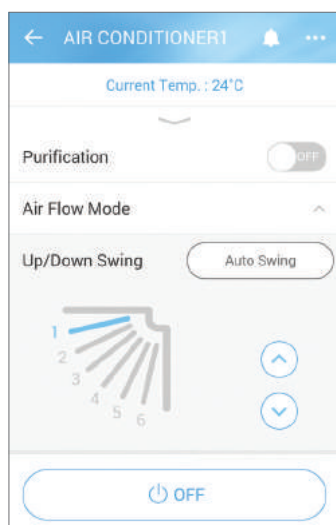 AIR CONDITIONER1
Current Temp. : 24°C
Purification OFF
Air Flow Mode
Up/Down Swing Auto Swing
1
2
3
4
5
6
OFF